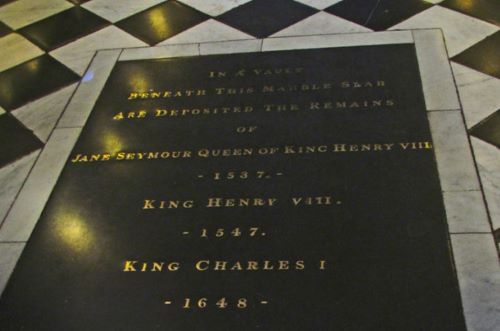 In A Vault
Beneath This Marble Slab
Are Deposited The Remains
of
Jane Seymour Queen of King Henry VIII
- 1537. -
King Henry VIII.
- 1547.
King Charles I
- 1648 -